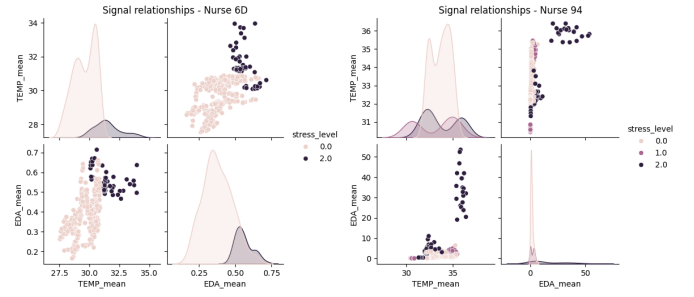 Signal relationships - Nurse 6D
34
32
30
28
TEMP_mean
0.7
0.6
0.5
0.4
0.3
0.2
EDA_mean
27.5 30.0 32.5 35.0
TEMP_mean
0.25 0.50 0.75
EDA_mean
stress_level
0.0
2.0
Signal relationships - Nurse 94
36
35
34
33
32
31
TEMP_mean
50
40
30
20
10
0
EDA_mean
30 35
TEMP_mean
0 50
EDA_mean
stress_level
0.0
1.0
2.0